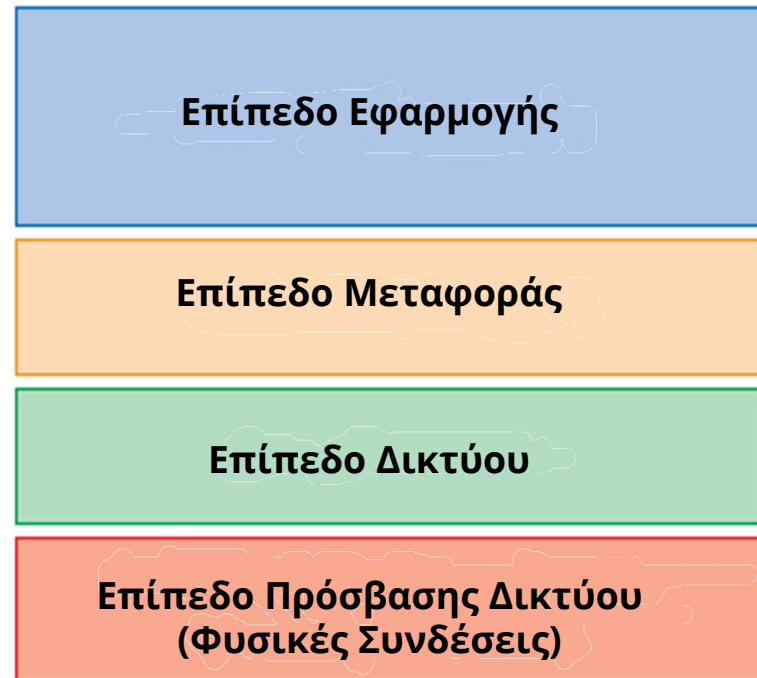 Επίπεδο Εφαρμογής
Επίπεδο Μεταφοράς
Επίπεδο Δικτύου
Επίπεδο Πρόσβασης Δικτύου
(Φυσικές Συνδέσεις)